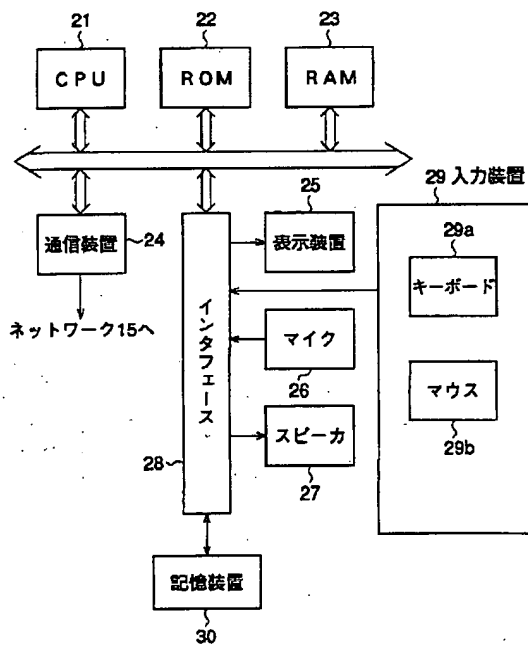 21
22
23
CPU
ROM
RAM
29 入力装置
25
29a
通信装置
24
表示装置
キーボード
ネットワーク15へ
インタフェース
マイク
26
マウス
29b
スピーカ
27
28
記憶装置
30